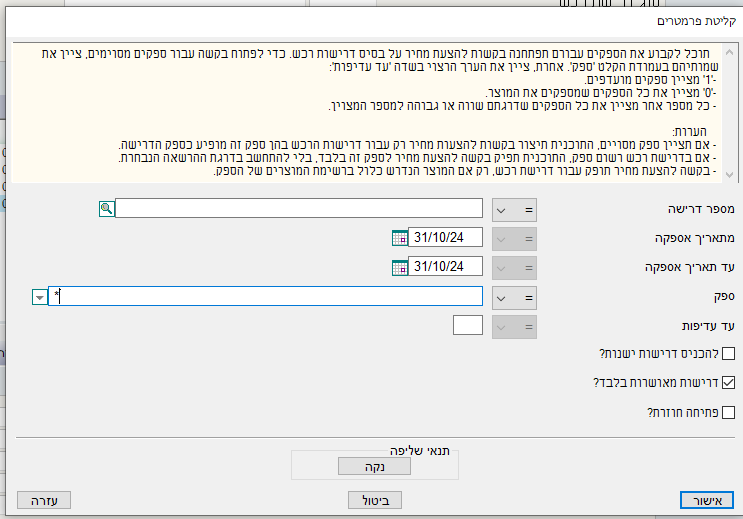 קליטת פרמטרים
תוכל לקבוע את הספקים עבורם תפתחנה בקשות להצעת מחיר על בסיס דרישות רכש. כדי לפתוח בקשה עבור ספקים מסוימים, ציין את
שמותיהם בעמודת הקלט 'ספק'. אחרת, ציין את הערך הרצוי בשדה 'עד עדיפות':
-'1' מציין ספקים מועדפים.
-'0' מציין את כל הספקים שמספקים את המוצר.
- כל מספר אחר מציין את כל הספקים שדרגתם שווה או גבוהה למספר המצוין.
הערות:
- אם תציין ספק מסויים, התוכנית תיצור בקשות להצעות מחיר רק עבור דרישות הרכש בהן ספק זה מופיע כספק הדרישה.
- אם בדרישת רכש רשום ספק, התוכנית תפיק בקשה להצעת מחיר לספק זה בלבד, בלי להתחשב בדרגת ההרשאה הנבחרת.
- בקשה להצעת מחיר תופק עבור דרישת רכש, רק אם המוצר הנדרש כלול ברשימת המוצרים של הספק.
מספר דרישה =
מתאריך אספקה = 31/10/24
עד תאריך אספקה = 31/10/24
ספק = *
עד עדיפות =
להכניס דרישות ישנות?
דרישות מאושרות בלבד?
פתיחה חוזרת?
תנאי שליפה
נקה
אישור
ביטול
עזרה